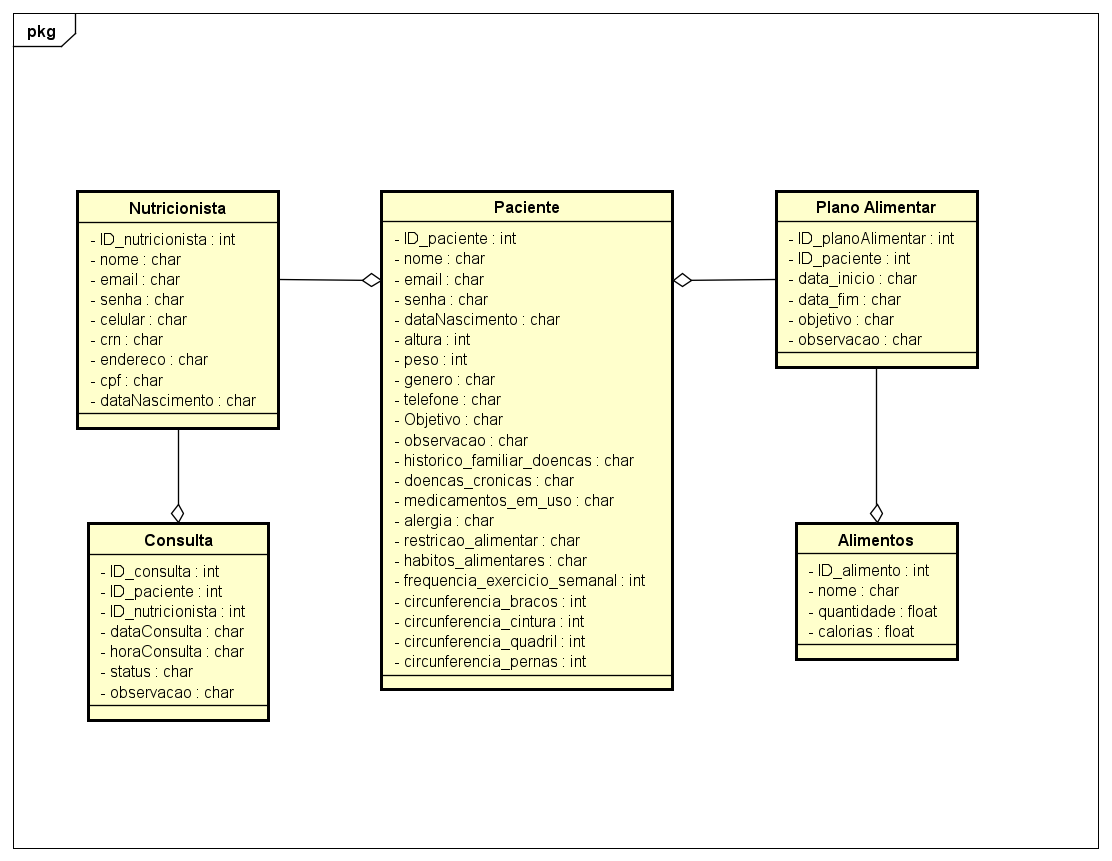 pkg
Nutricionista
- ID_nutricionista : int
- nome : char
- email : char
- senha : char
- celular : char
- crn : char
- endereco : char
- cpf : char
- dataNascimento : char
Paciente
- ID_paciente : int
- nome : char
- email : char
- senha : char
- dataNascimento : char
- altura : int
- peso : int
- genero : char
- telefone : char
- Objetivo : char
- observacao : char
- historico_familiar_doencas : char
- doencas_cronicas : char
- medicamentos_em_uso : char
- alergia : char
- restricao_alimentar : char
- habitos_alimentares : char
- frequencia_exercicio_semanal : int
- circunferencia_bracos : int
- circunferencia_cintura : int
- circunferencia_quadril : int
- circunferencia_pernas : int
Plano Alimentar
- ID_planoAlimentar : int
- ID_paciente : int
- data_inicio : char
- data_fim : char
- objetivo : char
- observacao : char
Consulta
- ID_consulta : int
- ID_paciente : int
- ID_nutricionista : int
- dataConsulta : char
- horaConsulta : char
- status : char
- observacao : char
Alimentos
- ID_alimento : int
- nome : char
- quantidade : float
- calorias : float